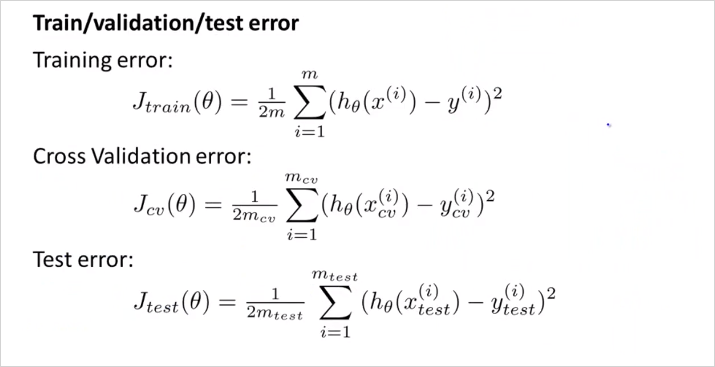 Train/validation/test error
Training error:
J_{train}(\theta) = \frac{1}{2m} \sum_{i=1}^{m} (h_\theta(x^{(i)}) - y^{(i)})^2
Cross Validation error:
J_{cv}(\theta) = \frac{1}{2m_{cv}} \sum_{i=1}^{m_{cv}} (h_\theta(x_{cv}^{(i)}) - y_{cv}^{(i)})^2
Test error:
J_{test}(\theta) = \frac{1}{2m_{test}} \sum_{i=1}^{m_{test}} (h_\theta(x_{test}^{(i)}) - y_{test}^{(i)})^2